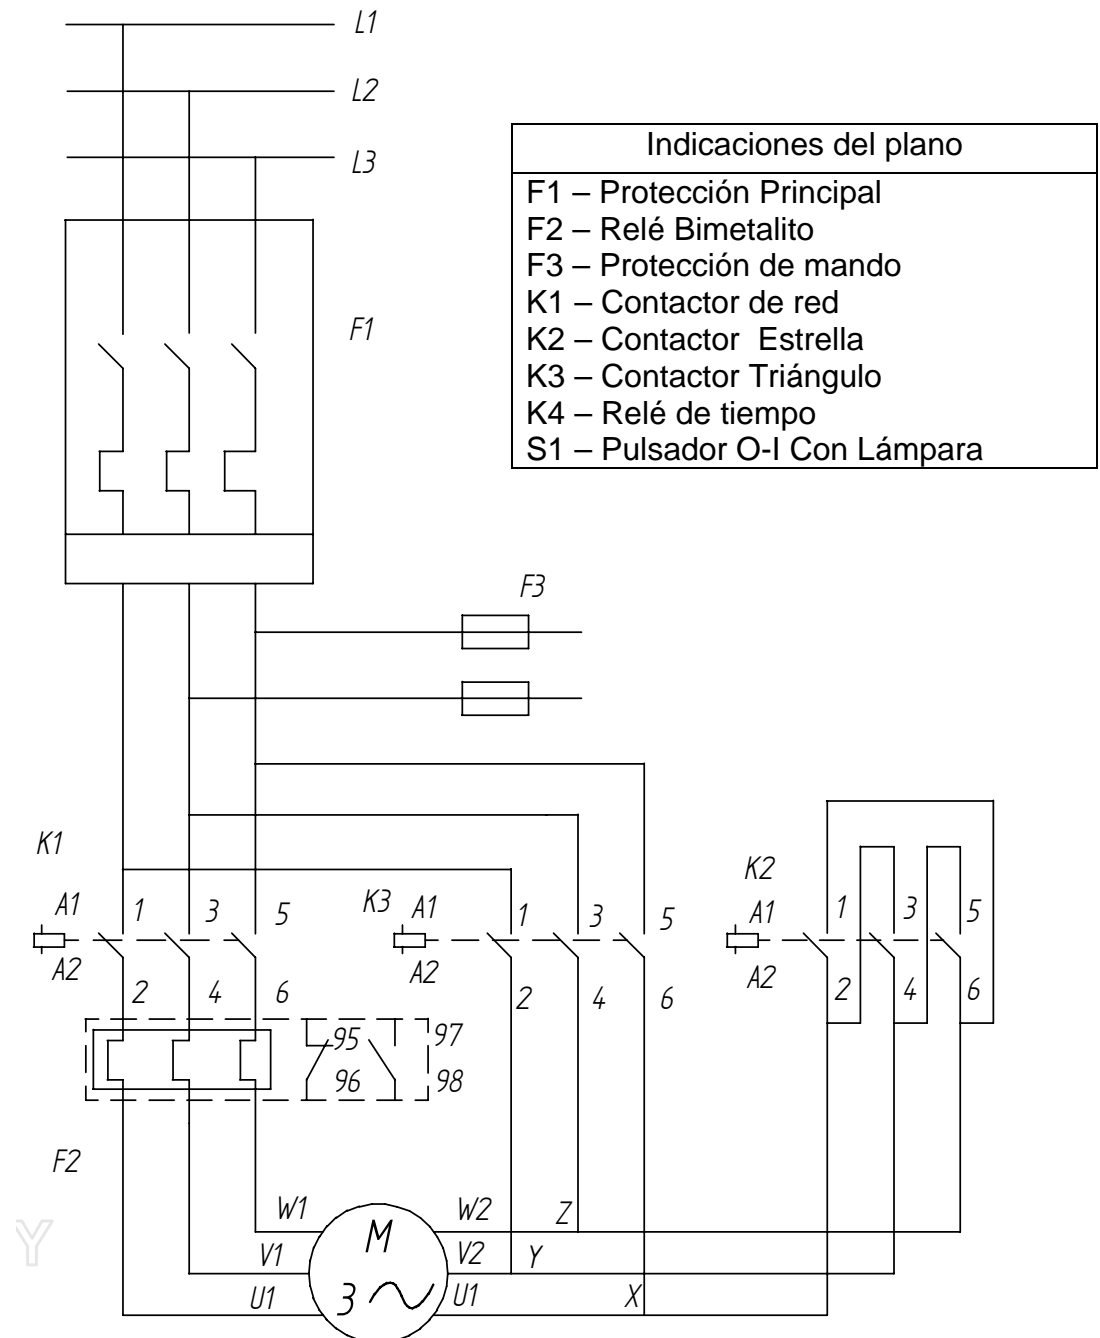 L1
L2
L3
Indicaciones del plano
F1 – Protección Principal
F2 – Relé Bimetalito
F3 – Protección de mando
K1 – Contactor de red
K2 – Contactor Estrella
K3 – Contactor Triángulo
K4 – Relé de tiempo
S1 – Pulsador O-I Con Lámpara
F1
F3
K1
A1 1 3 5
A2 2 4 6
K3 A1 1 3 5
A2 2 4 6
K2
A1 1 3 5
A2 2 4 6
95 97
96 98
F2
W1 M W2 Z
V1 V2 Y
U1 3 U1 X
Y